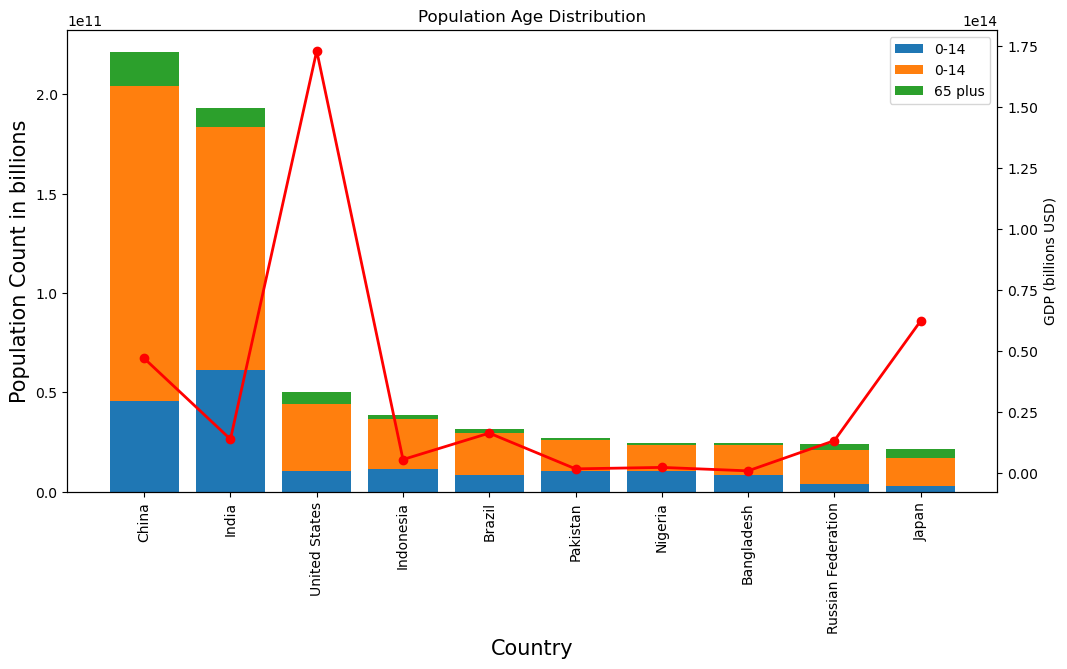 Population Age Distribution
1e11
1e14
0-14
0-14
65 plus
Population Count in billions
2.0
1.5
1.0
0.5
0.0
1.75
1.50
1.25
1.00
0.75
0.50
0.25
0.00
GDP (billions USD)
China
India
United States
Indonesia
Brazil
Pakistan
Nigeria
Bangladesh
Russian Federation
Japan
Country